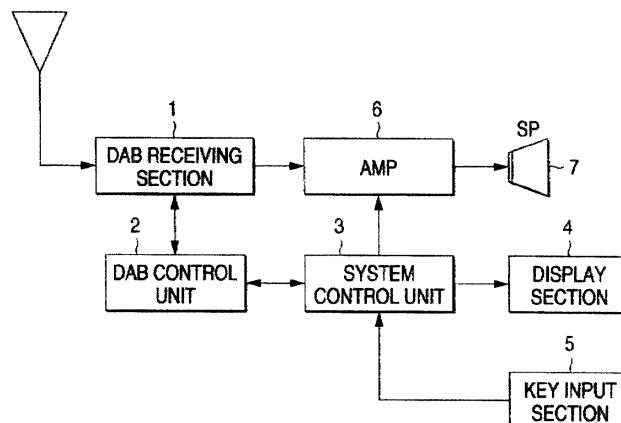 1
DAB RECEIVING
SECTION
6
AMP
SP
7
2
DAB CONTROL
UNIT
3
SYSTEM
CONTROL UNIT
4
DISPLAY
SECTION
5
KEY INPUT
SECTION